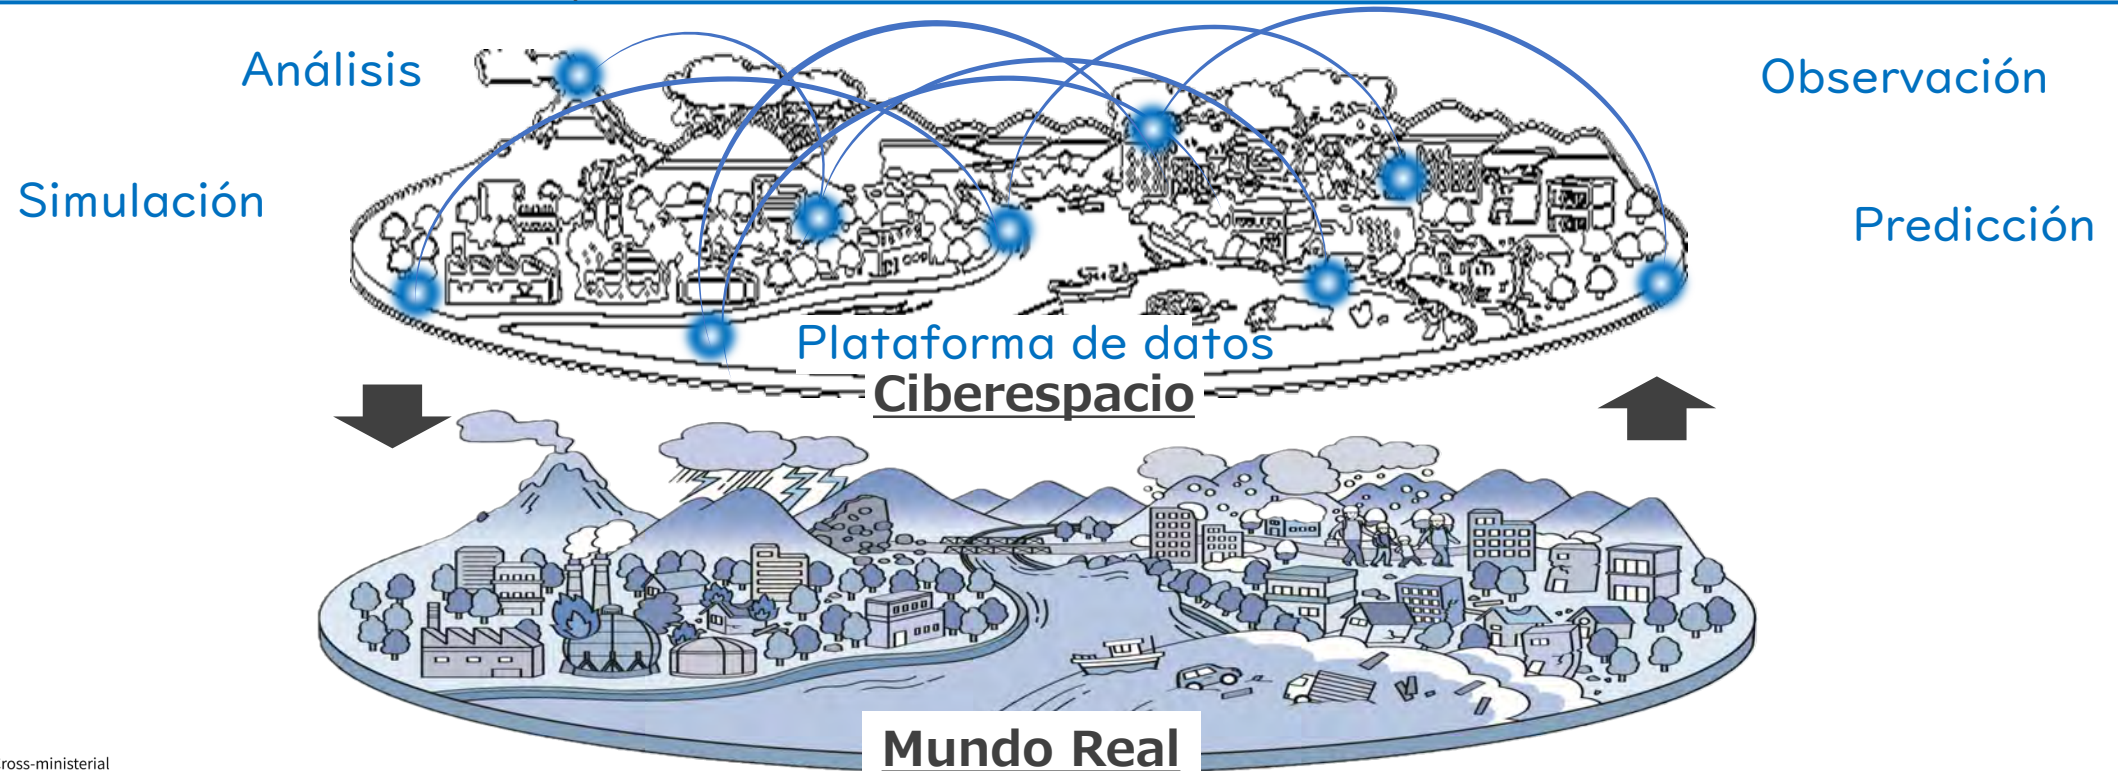 Análisis
Observación
Simulación
Predicción
Plataforma de datos
Ciberespacio
Mundo Real
ross-ministerial